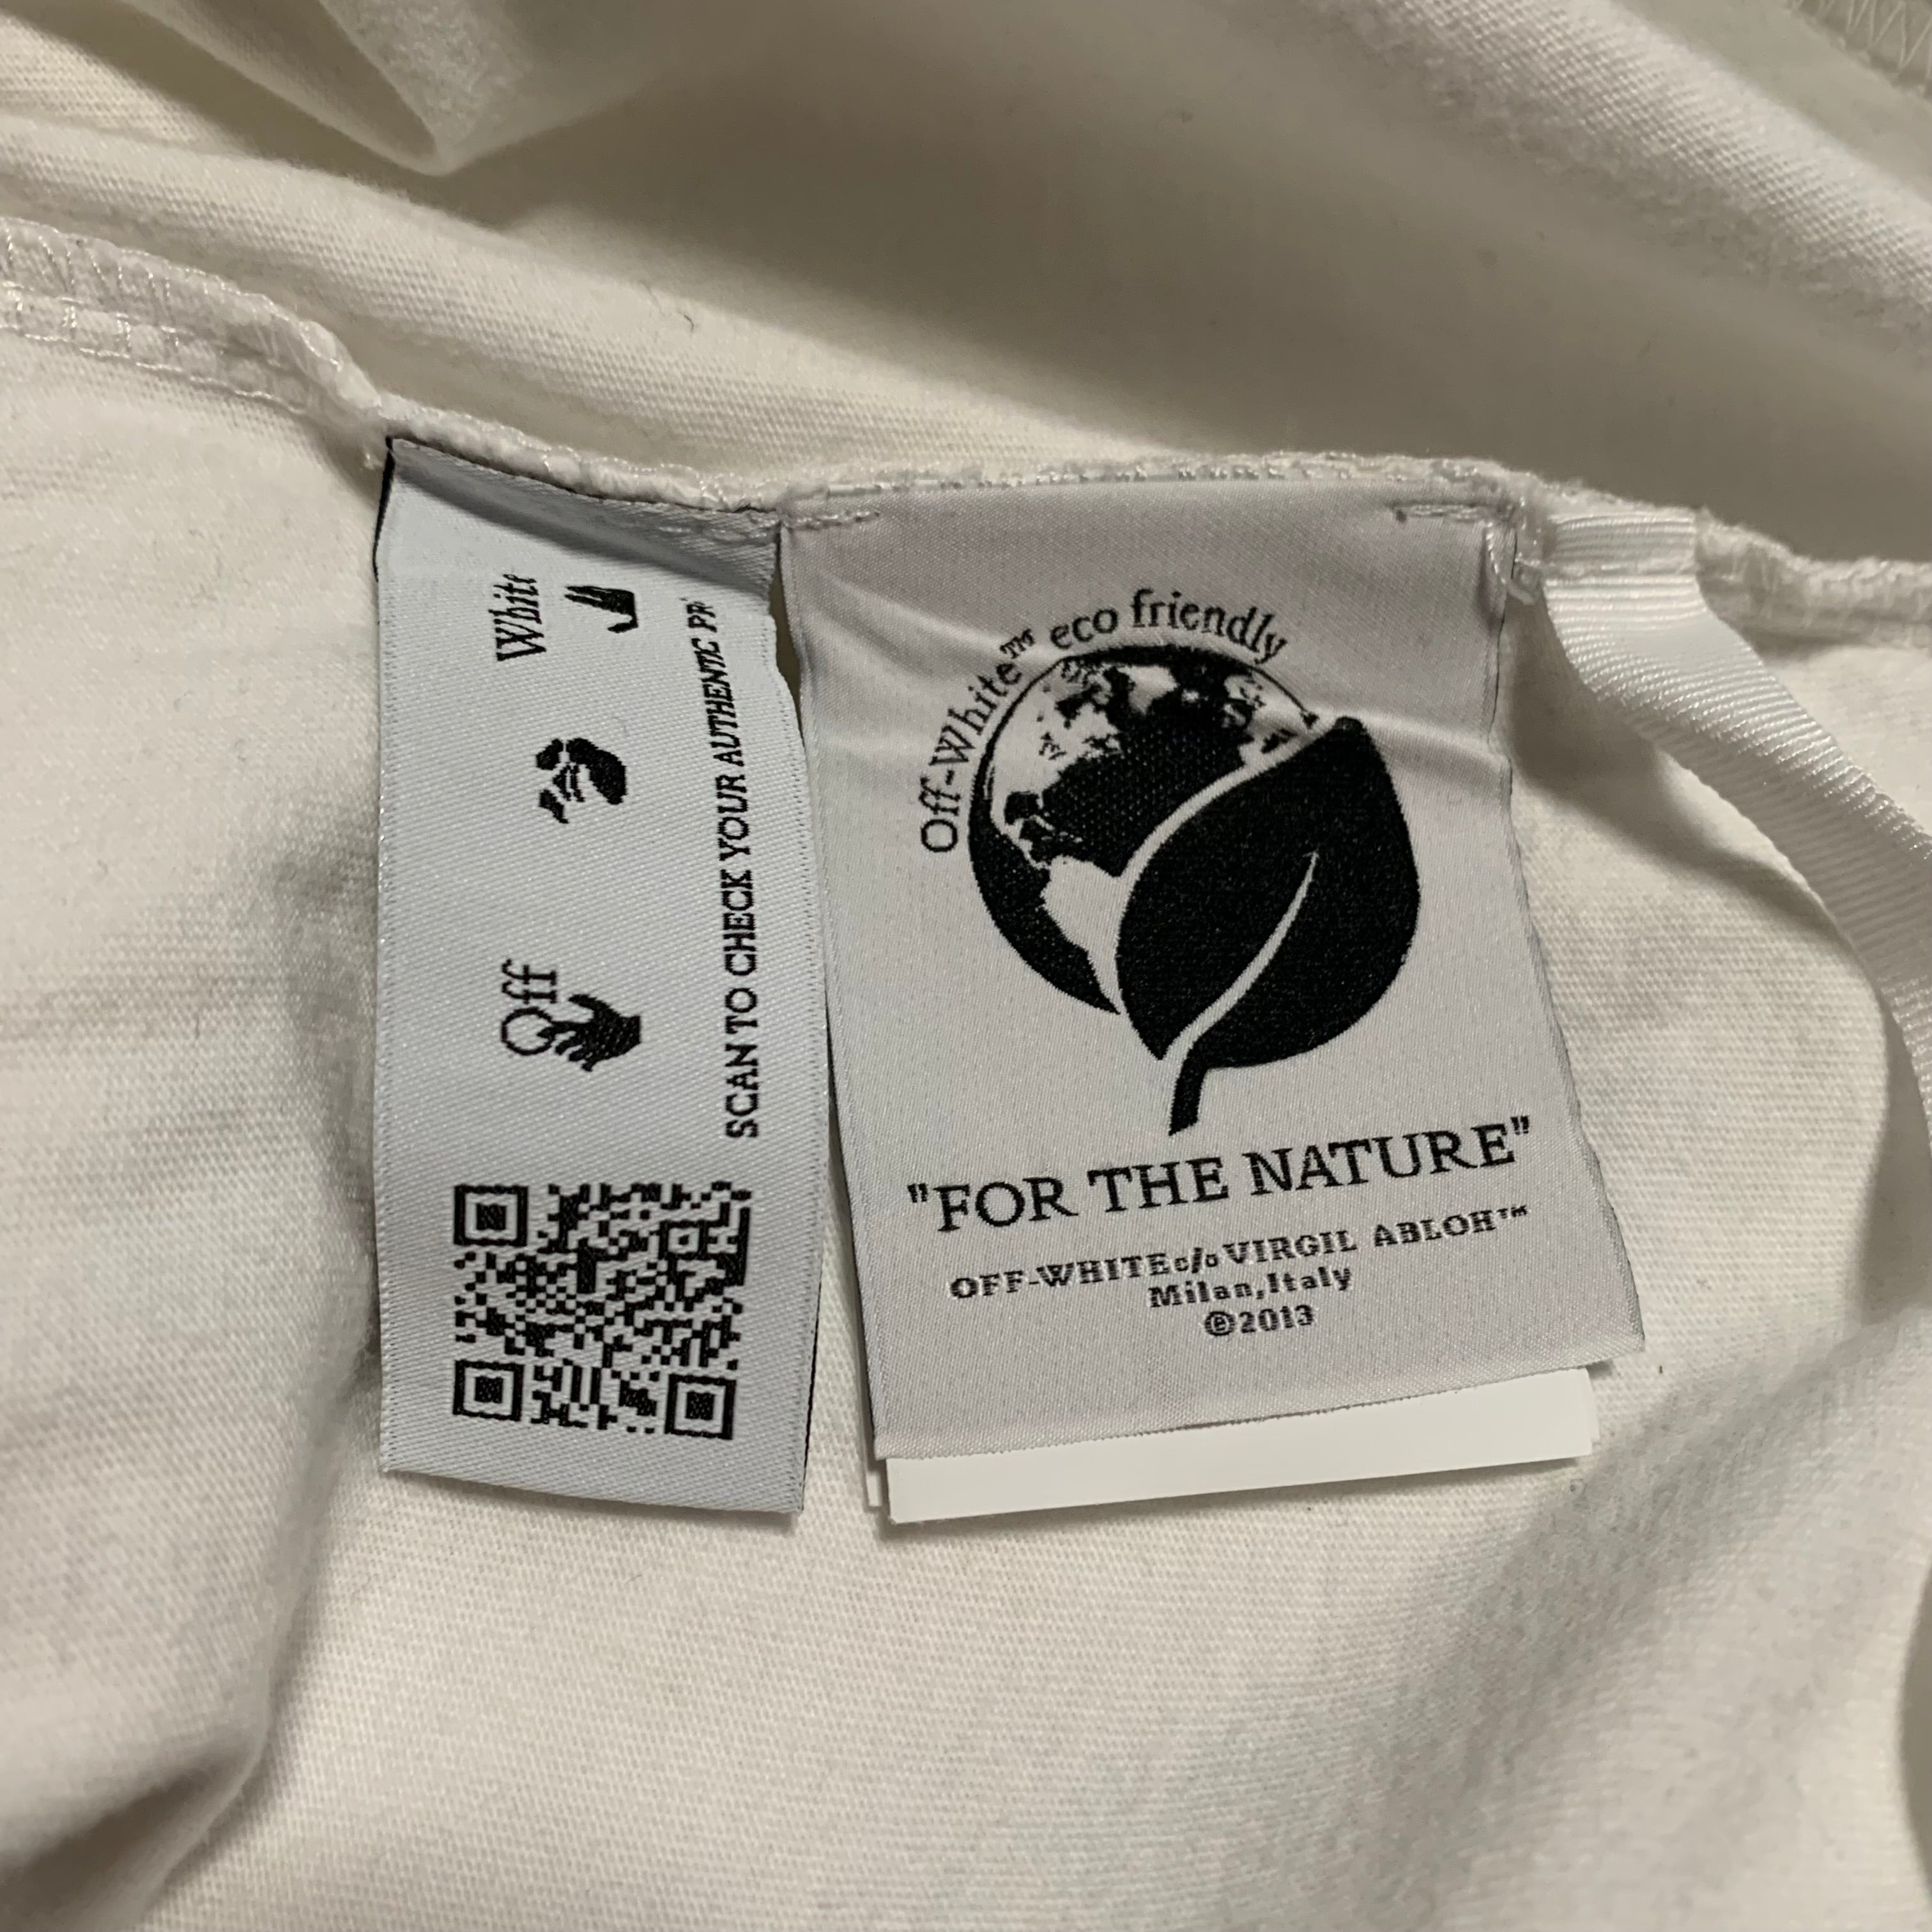 Off White
SCAN TO CHECK YOUR AUTHENTIC
Off-White™ eco friendly
"FOR THE NATURE"
OFF-WHITE c/o VIRGIL ABLOH™
Milan, Italy
©2013